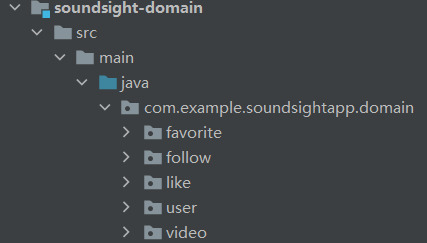 soundsight-domain
src
main
java
com.example.soundsightapp.domain
favorite
follow
like
user
video